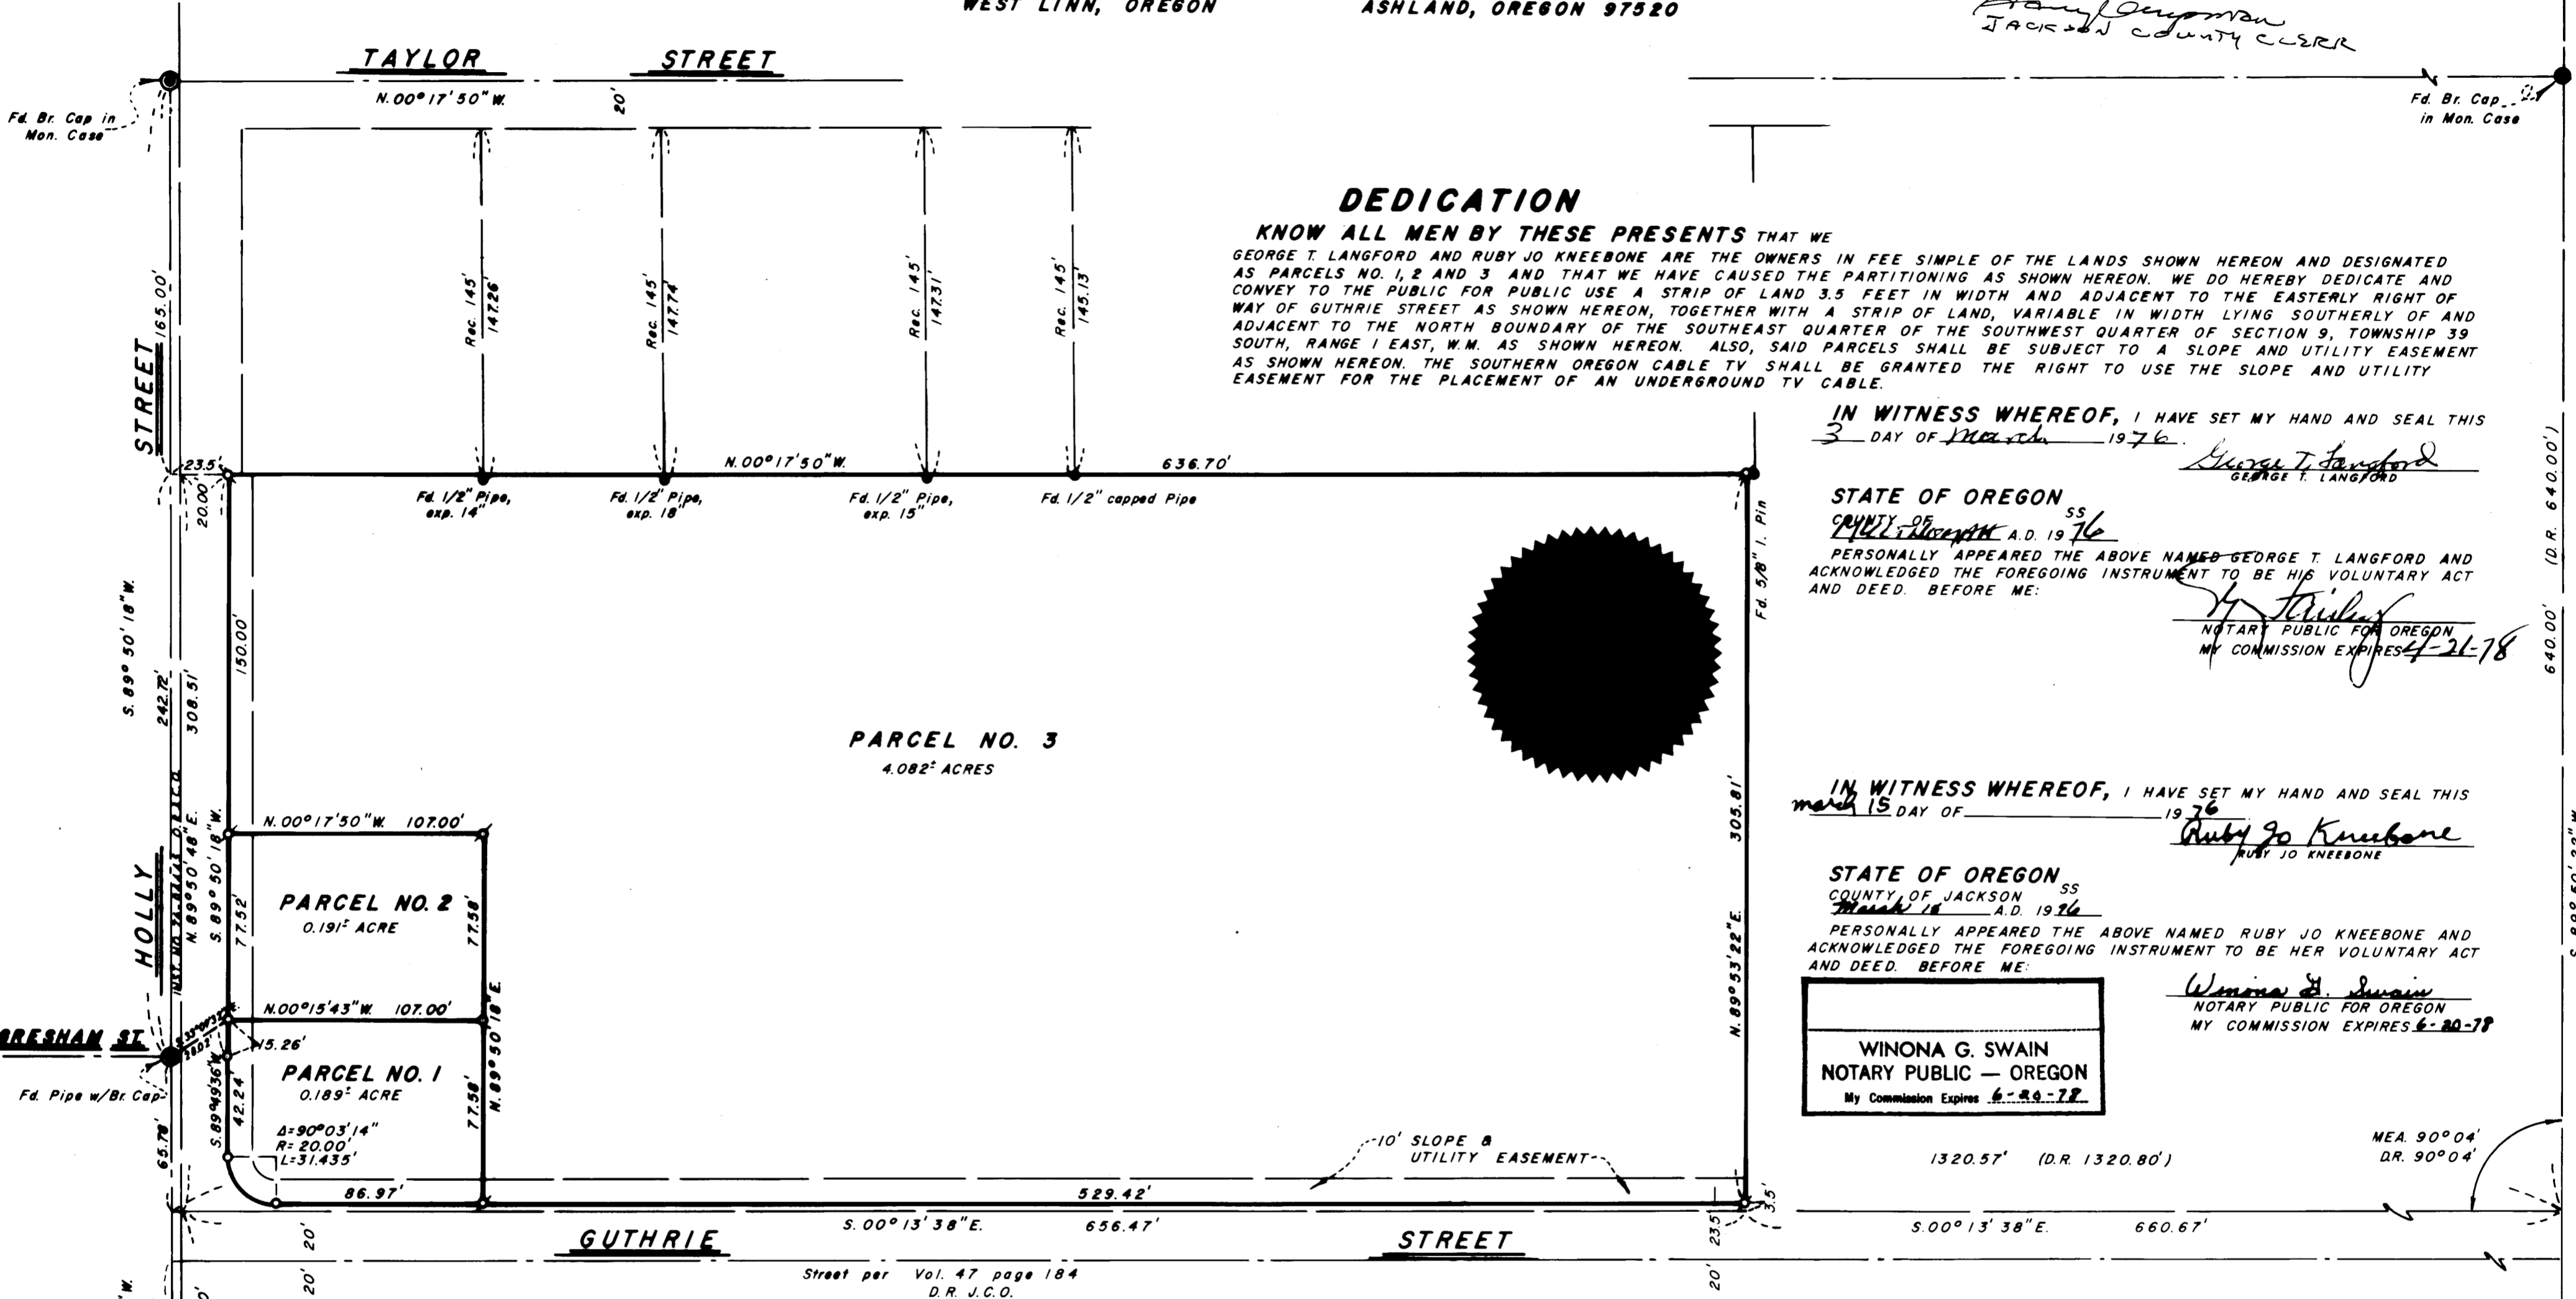 WEST LINN, OREGON
ASHLAND, OREGON 97520
JACKSON COUNTY CLERK
TAYLOR STREET
N.00°17'50"W.
20'
Fd. Br. Cap in
Mon. Case
Fd. Br. Cap
in Mon. Case
DEDICATION
KNOW ALL MEN BY THESE PRESENTS THAT WE
GEORGE T. LANGFORD AND RUBY JO KNEEBONE ARE THE OWNERS IN FEE SIMPLE OF THE LANDS SHOWN HEREON AND DESIGNATED
AS PARCELS NO. 1, 2 AND 3 AND THAT WE HAVE CAUSED THE PARTITIONING AS SHOWN HEREON. WE DO HEREBY DEDICATE AND
CONVEY TO THE PUBLIC FOR PUBLIC USE A STRIP OF LAND 3.5 FEET IN WIDTH AND ADJACENT TO THE EASTERLY RIGHT OF
WAY OF GUTHRIE STREET AS SHOWN HEREON, TOGETHER WITH A STRIP OF LAND, VARIABLE IN WIDTH LYING SOUTHERLY OF AND
ADJACENT TO THE NORTH BOUNDARY OF THE SOUTHEAST QUARTER OF THE SOUTHWEST QUARTER OF SECTION 9, TOWNSHIP 39
SOUTH, RANGE 1 EAST, W.M. AS SHOWN HEREON. ALSO, SAID PARCELS SHALL BE SUBJECT TO A SLOPE AND UTILITY EASEMENT
AS SHOWN HEREON. THE SOUTHERN OREGON CABLE TV SHALL BE GRANTED THE RIGHT TO USE THE SLOPE AND UTILITY
EASEMENT FOR THE PLACEMENT OF AN UNDERGROUND TV CABLE.
165.00'
Rec. 145'
147.26'
Rec. 145'
147.74'
Rec. 145'
147.31'
Rec. 145'
145.13'
HOLLY STREET
23.5'
20.00'
N.00°17'50"W.
636.70'
Fd. 1/2" Pipe,
exp. 14"
Fd. 1/2" Pipe,
exp. 18"
Fd. 1/2" Pipe,
exp. 15"
Fd. 1/2" capped Pipe
Fd. 5/8" I. Pin
IN WITNESS WHEREOF, I HAVE SET MY HAND AND SEAL THIS
3 DAY OF March 1976.
George T. Langford
GEORGE T. LANGFORD
STATE OF OREGON
SS
COUNTY OF
A.D. 1976
PERSONALLY APPEARED THE ABOVE NAMED GEORGE T. LANGFORD AND
ACKNOWLEDGED THE FOREGOING INSTRUMENT TO BE HIS VOLUNTARY ACT
AND DEED. BEFORE ME:
NOTARY PUBLIC FOR OREGON
MY COMMISSION EXPIRES 4-21-78
640.00' (D.R. 640.00')
S. 89° 50' 18" W.
242.72'
308.51'
150.00'
PARCEL NO. 3
4.082± ACRES
N. 89° 50' 48" E.
S. 89° 50' 18" W.
N.00°17'50"W. 107.00'
77.52'
PARCEL NO. 2
0.191± ACRE
77.58'
N.00°15'43"W. 107.00'
N. 89° 50' 18" E.
305.81'
N. 89° 53' 22" E.
IN WITNESS WHEREOF, I HAVE SET MY HAND AND SEAL THIS
march 15 DAY OF 1976
Ruby Jo Kneebone
RUBY JO KNEEBONE
STATE OF OREGON
SS
COUNTY OF JACKSON
A.D. 1976
PERSONALLY APPEARED THE ABOVE NAMED RUBY JO KNEEBONE AND
ACKNOWLEDGED THE FOREGOING INSTRUMENT TO BE HER VOLUNTARY ACT
AND DEED. BEFORE ME:
Winona G. Swain
NOTARY PUBLIC FOR OREGON
MY COMMISSION EXPIRES 6-20-78
WINONA G. SWAIN
NOTARY PUBLIC — OREGON
My Commission Expires 6-20-78
GRESHAM ST.
Fd. Pipe w/Br. Cap
15.26'
S.89°49'36"W.
42.24'
65.78'
PARCEL NO. 1
0.189± ACRE
77.58'
Δ=90°03'14"
R= 20.00'
L=31.435'
86.97'
529.42'
10' SLOPE &
UTILITY EASEMENT
1320.57' (D.R. 1320.80')
MEA. 90°04'
D.R. 90°04'
3.5'
23.5'
S.00°13'38"E. 656.47'
S.00°13'38"E. 660.67'
20'
GUTHRIE STREET
20'
20'
Street per Vol. 47 page 184
D.R. J.C.O.